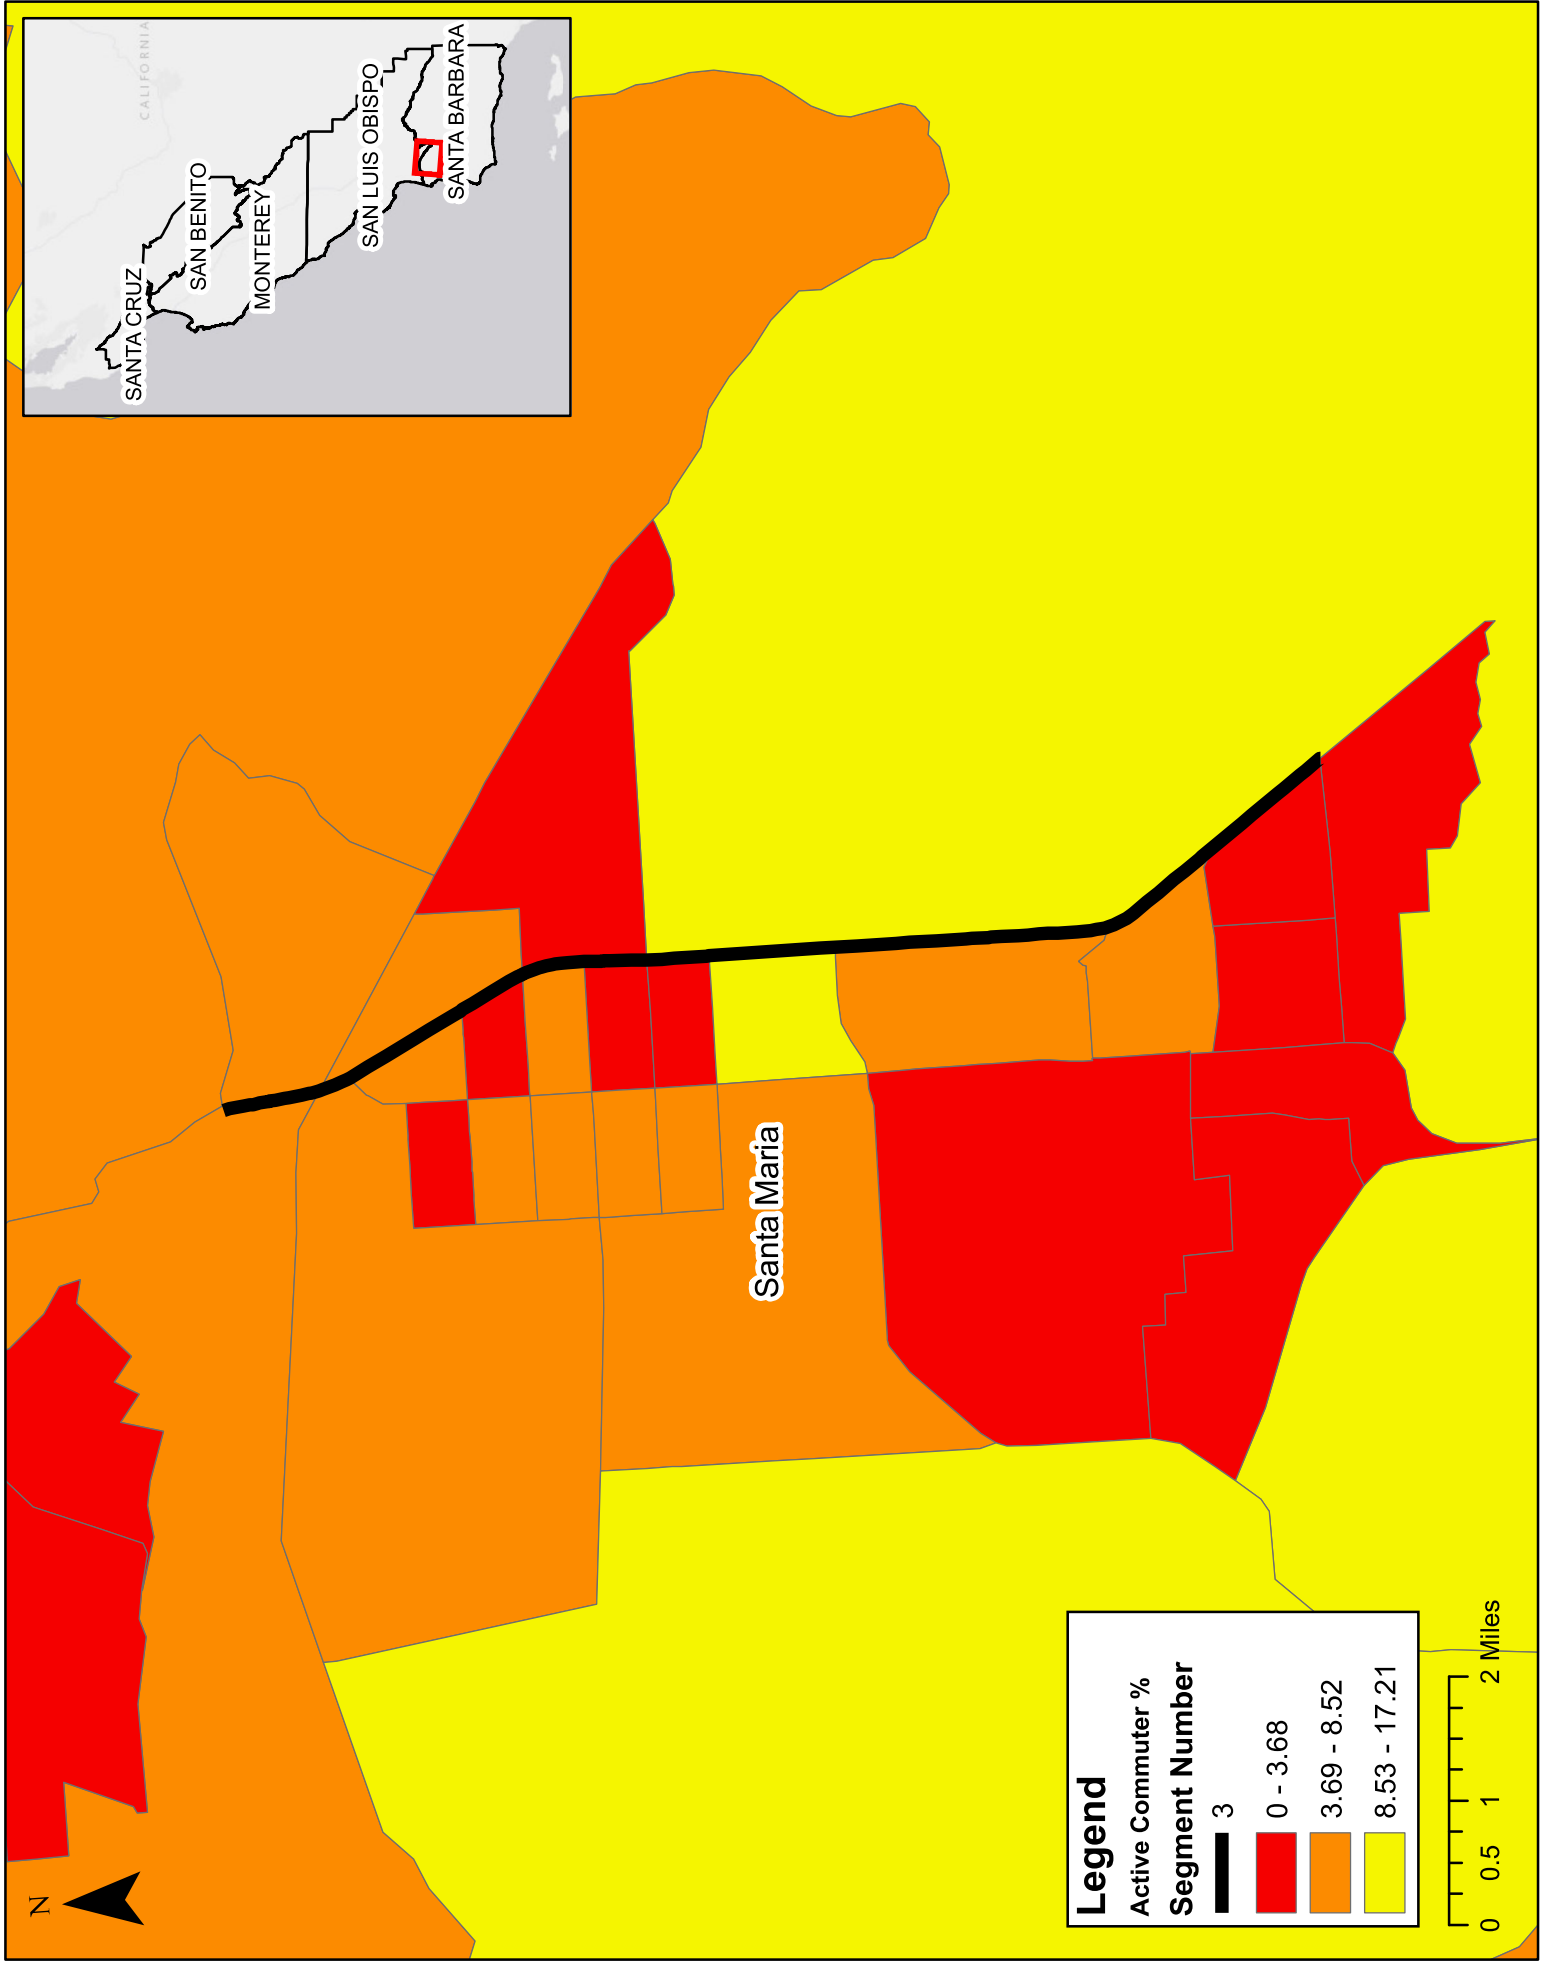 CALIFORNIA
SANTA CRUZ
SAN BENITO
MONTEREY
SAN LUIS OBISPO
SANTA BARBARA
Santa Maria
N
Legend
Active Commuter %
Segment Number
3
0 - 3.68
3.69 - 8.52
8.53 - 17.21
0 0.5 1 2 Miles